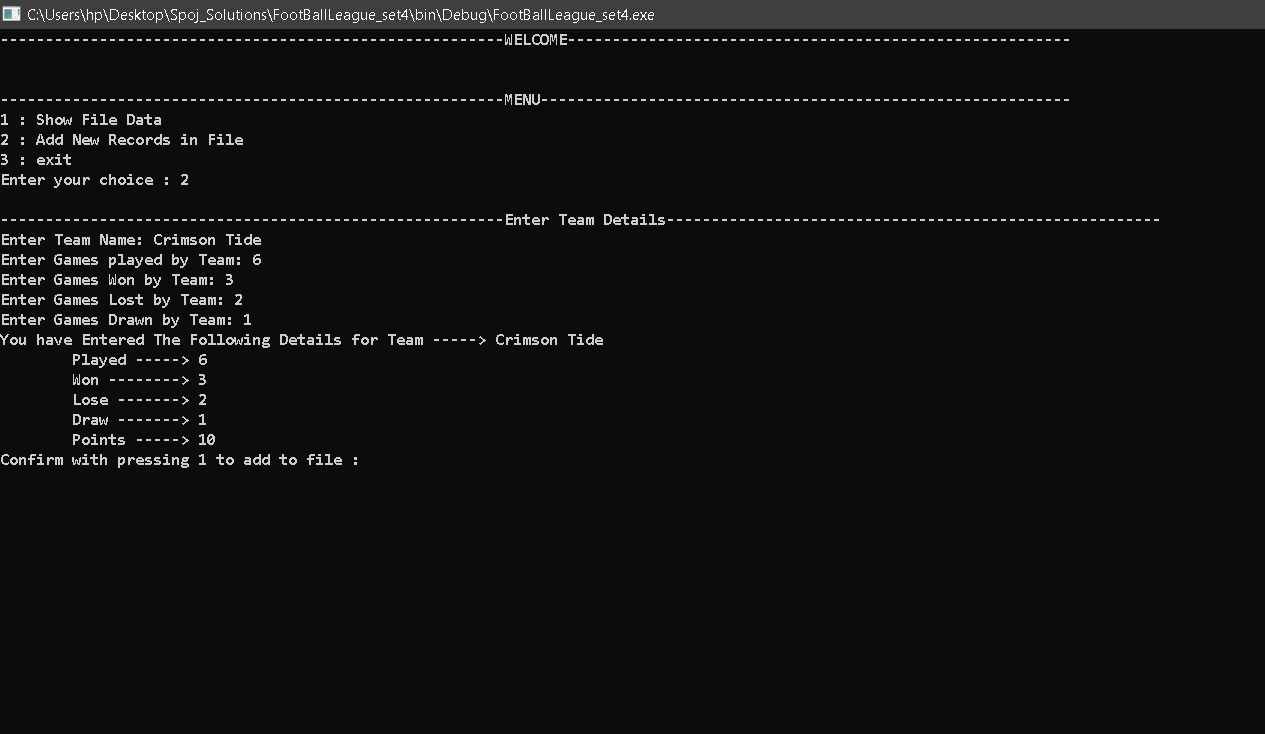 C:\Users\hp\Desktop\Spoj_Solutions\FootBallLeague_set4\bin\Debug\FootBallLeague_set4.exe
--------------------------------------------------------WELCOME--------------------------------------------------------
--------------------------------------------------------MENU-----------------------------------------------------------
1 : Show File Data
2 : Add New Records in File
3 : exit
Enter your choice : 2
--------------------------------------------------------Enter Team Details-------------------------------------------------------
Enter Team Name: Crimson Tide
Enter Games played by Team: 6
Enter Games Won by Team: 3
Enter Games Lost by Team: 2
Enter Games Drawn by Team: 1
You have Entered The Following Details for Team -----> Crimson Tide
        Played -----> 6
        Won --------> 3
        Lose -------> 2
        Draw -------> 1
        Points -----> 10
Confirm with pressing 1 to add to file :